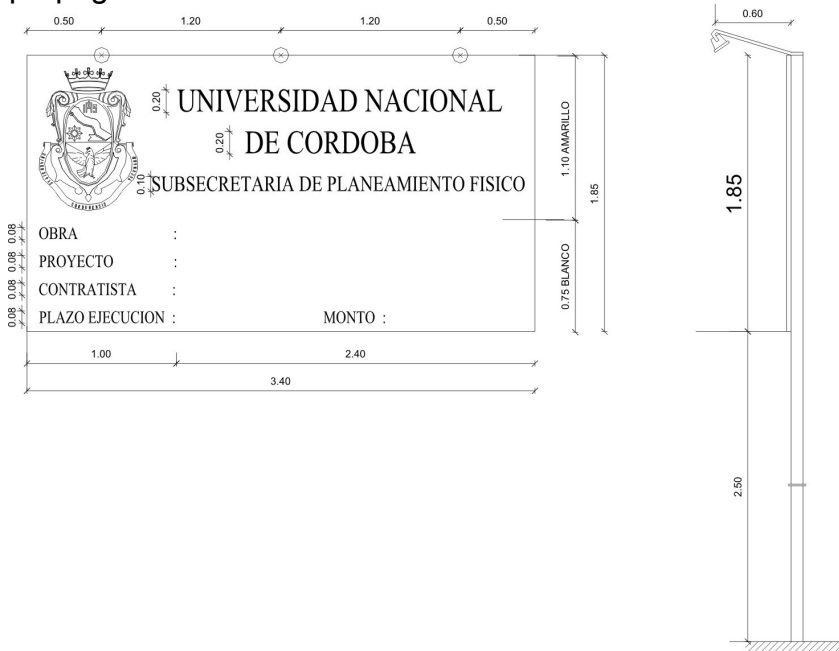 0.50 1.20 1.20 0.50
0.60
0.20 UNIVERSIDAD NACIONAL
0.20 DE CORDOBA
0.10 SUBSECRETARIA DE PLANEAMIENTO FISICO
1.10 AMARILLO
1.85
1.85
0.08 OBRA :
0.08 PROYECTO :
0.08 CONTRATISTA :
0.08 PLAZO EJECUCION : MONTO :
0.75 BLANCO
1.00 2.40
3.40
2.50